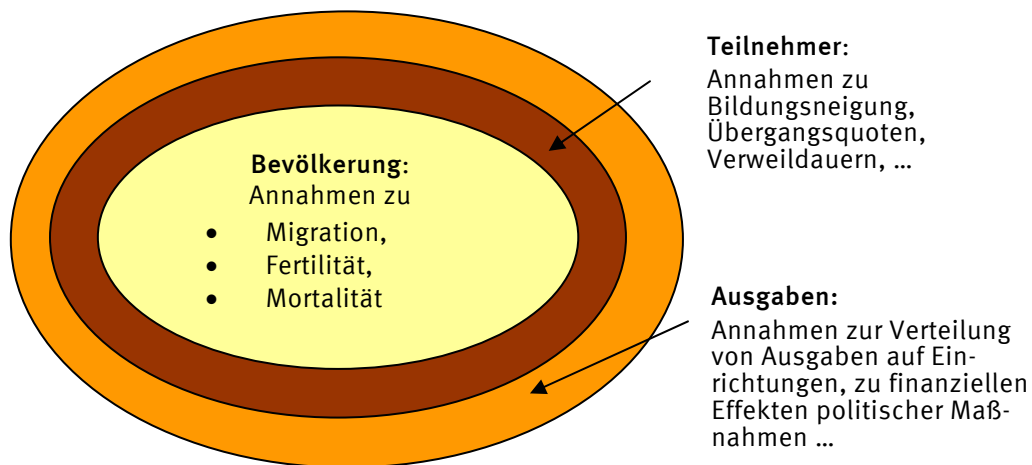 Bevölkerung:
Annahmen zu
• Migration,
• Fertilität,
• Mortalität
Teilnehmer:
Annahmen zu
Bildungsneigung,
Übergangsquoten,
Verweildauern, ...
Ausgaben:
Annahmen zur Verteilung
von Ausgaben auf Ein-
richtungen, zu finanziellen
Effekten politischer Maß-
nahmen ...